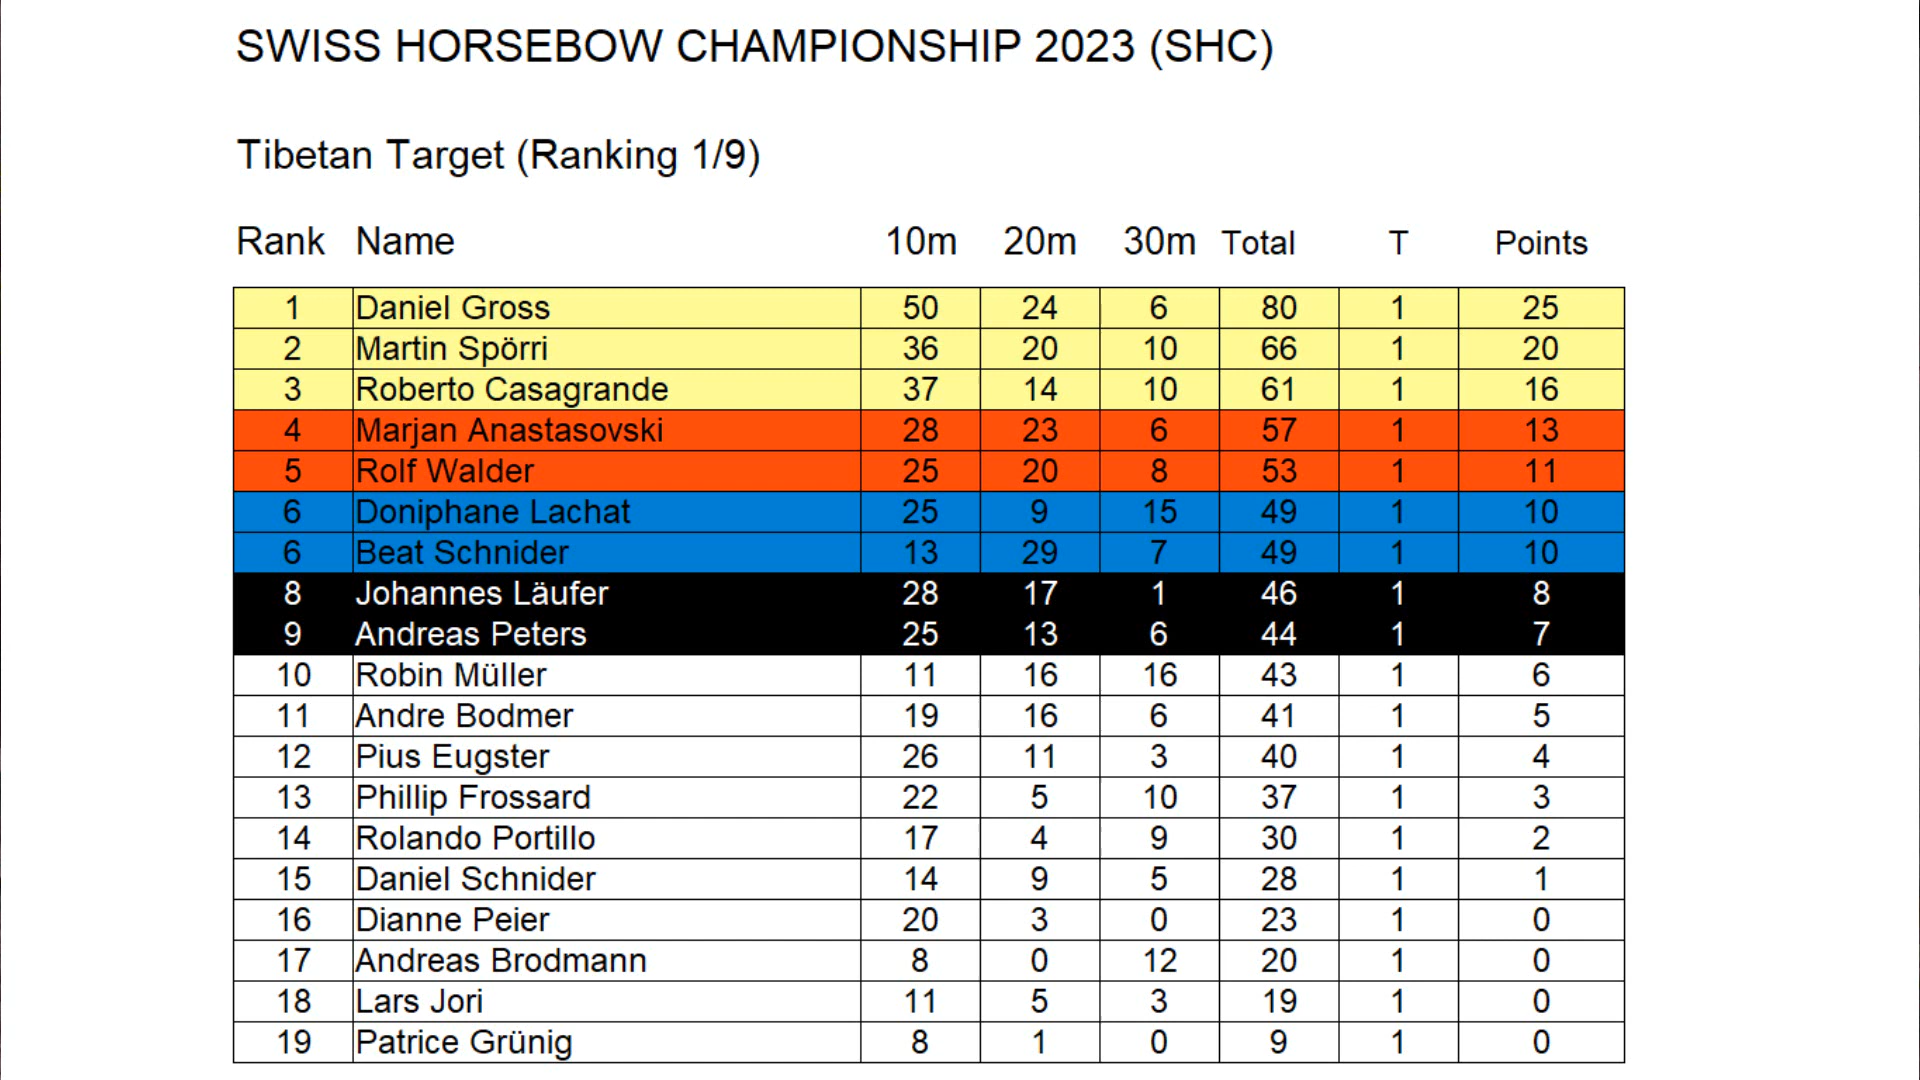 SWISS HORSEBOW CHAMPIONSHIP 2023 (SHC)
Tibetan Target (Ranking 1/9)
Rank Name 10m 20m 30m Total T Points
1 Daniel Gross 50 24 6 80 1 25
2 Martin Spörri 36 20 10 66 1 20
3 Roberto Casagrande 37 14 10 61 1 16
4 Marjan Anastasovski 28 23 6 57 1 13
5 Rolf Walder 25 20 8 53 1 11
6 Doniphane Lachat 25 9 15 49 1 10
6 Beat Schnider 13 29 7 49 1 10
8 Johannes Läufer 28 17 1 46 1 8
9 Andreas Peters 25 13 6 44 1 7
10 Robin Müller 11 16 16 43 1 6
11 Andre Bodmer 19 16 6 41 1 5
12 Pius Eugster 26 11 3 40 1 4
13 Phillip Frossard 22 5 10 37 1 3
14 Rolando Portillo 17 4 9 30 1 2
15 Daniel Schnider 14 9 5 28 1 1
16 Dianne Peier 20 3 0 23 1 0
17 Andreas Brodmann 8 0 12 20 1 0
18 Lars Jori 11 5 3 19 1 0
19 Patrice Grünig 8 1 0 9 1 0